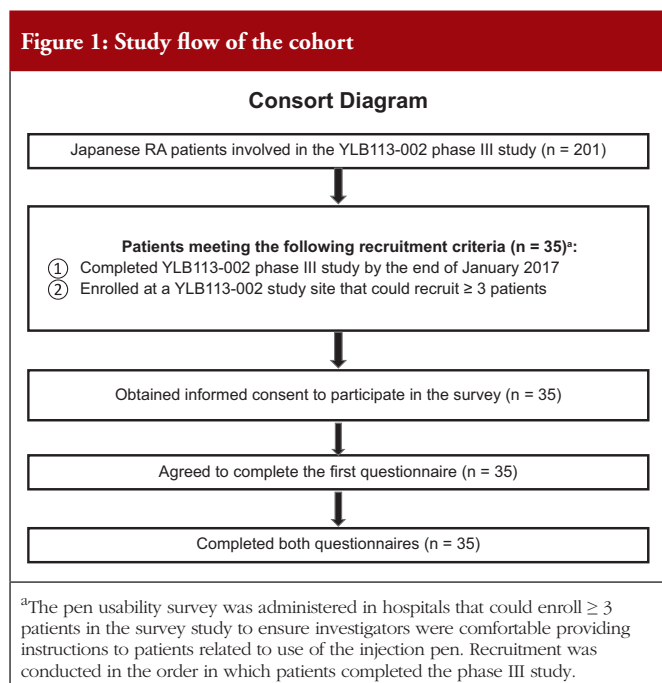 Figure 1: Study flow of the cohort
Consort Diagram
Japanese RA patients involved in the YLB113-002 phase III study (n = 201)
Patients meeting the following recruitment criteria (n = 35)ᵃ:
① Completed YLB113-002 phase III study by the end of January 2017
② Enrolled at a YLB113-002 study site that could recruit ≥ 3 patients
Obtained informed consent to participate in the survey (n = 35)
Agreed to complete the first questionnaire (n = 35)
Completed both questionnaires (n = 35)
ᵃThe pen usability survey was administered in hospitals that could enroll ≥ 3
patients in the survey study to ensure investigators were comfortable providing
instructions to patients related to use of the injection pen. Recruitment was
conducted in the order in which patients completed the phase III study.